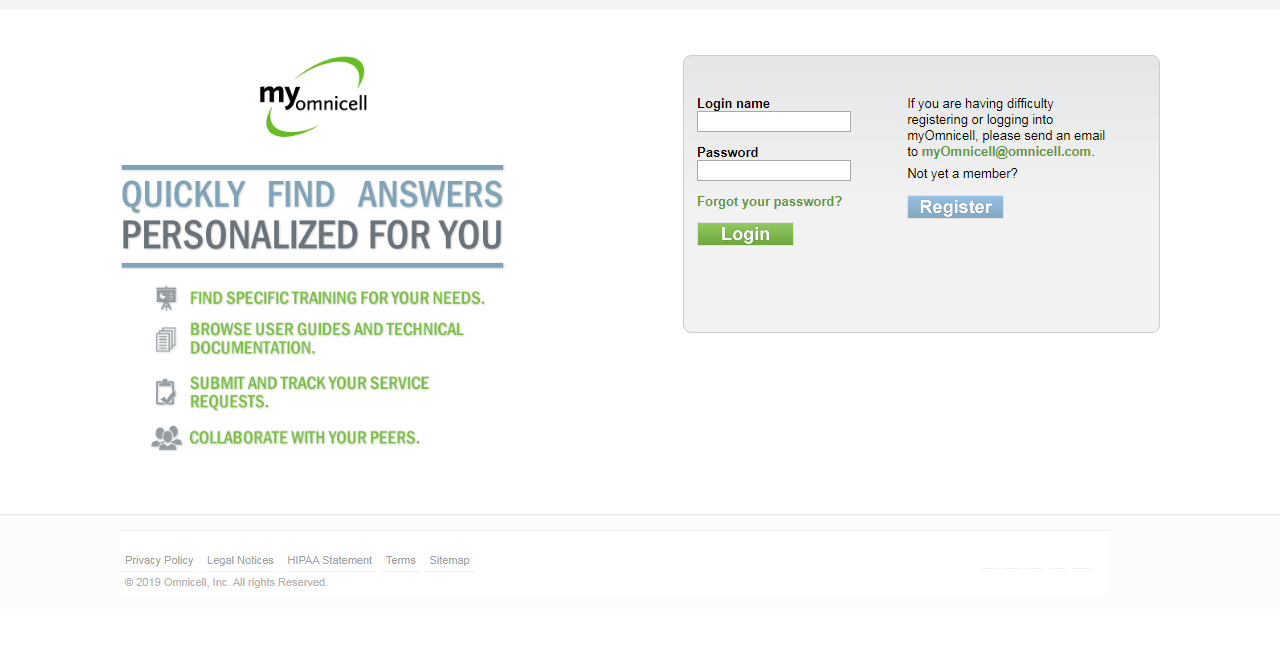 my omnicell
QUICKLY FIND ANSWERS
PERSONALIZED FOR YOU
FIND SPECIFIC TRAINING FOR YOUR NEEDS.
BROWSE USER GUIDES AND TECHNICAL
DOCUMENTATION.
SUBMIT AND TRACK YOUR SERVICE
REQUESTS.
COLLABORATE WITH YOUR PEERS.
Login name
Password
Forgot your password?
Login
If you are having difficulty
registering or logging into
myOmnicell, please send an email
to myOmnicell@omnicell.com.
Not yet a member?
Register
Privacy Policy Legal Notices HIPAA Statement Terms Sitemap
© 2019 Omnicell, Inc. All rights Reserved.